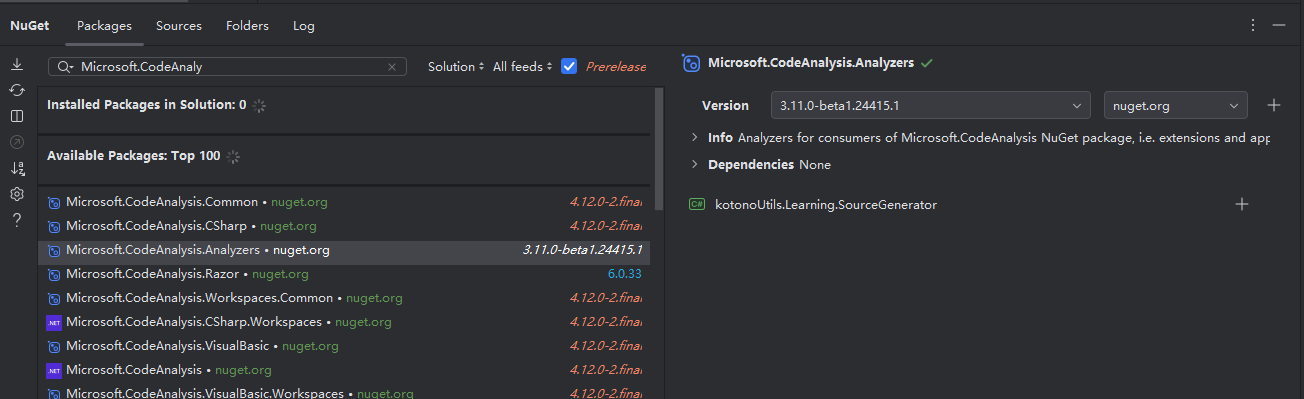 NuGet Packages Sources Folders Log
Microsoft.CodeAnaly
Solution All feeds Prerelease
Installed Packages in Solution: 0
Available Packages: Top 100
Microsoft.CodeAnalysis.Common • nuget.org 4.12.0-2.final
Microsoft.CodeAnalysis.CSharp • nuget.org 4.12.0-2.final
Microsoft.CodeAnalysis.Analyzers • nuget.org 3.11.0-beta1.24415.1
Microsoft.CodeAnalysis.Razor • nuget.org 6.0.33
Microsoft.CodeAnalysis.Workspaces.Common • nuget.org 4.12.0-2.final
.NET Microsoft.CodeAnalysis.CSharp.Workspaces • nuget.org 4.12.0-2.final
Microsoft.CodeAnalysis.VisualBasic • nuget.org 4.12.0-2.final
.NET Microsoft.CodeAnalysis • nuget.org 4.12.0-2.final
Microsoft.CodeAnalysis.VisualBasic.Workspaces • nuget.org 4.12.0-2.final
Microsoft.CodeAnalysis.Analyzers
Version 3.11.0-beta1.24415.1 nuget.org
Info Analyzers for consumers of Microsoft.CodeAnalysis NuGet package, i.e. extensions and app
Dependencies None
C# kotonoUtils.Learning.SourceGenerator